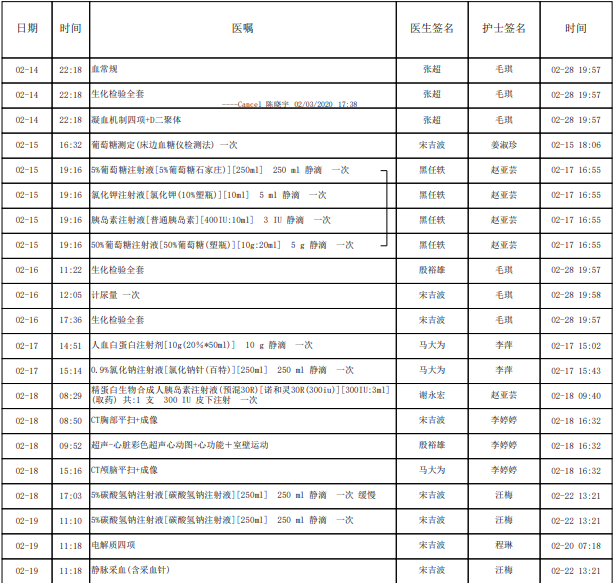 日期 时间 医嘱 医生签名 护士签名 时间
02-14 22:18 血常规 张超 毛琪 02-28 19:57
02-14 22:18 生化检验全套 张超 毛琪 02-28 19:57
----Cancel 陈晓宇 02/03/2020 17:38
02-14 22:18 凝血机制四项+D二聚体 张超 毛琪 02-28 19:57
02-15 16:32 葡萄糖测定(床边血糖仪检测法) 一次 宋吉波 姜淑珍 02-15 18:06
02-15 19:16 5%葡萄糖注射液[5%葡萄糖石家庄)][250ml] 250 ml 静滴 一次 黑任轶 赵亚芸 02-17 16:55
02-15 19:16 氯化钾注射液[氯化钾(10%塑瓶)][10ml] 5 ml 静滴 一次 黑任轶 赵亚芸 02-17 16:55
02-15 19:16 胰岛素注射液[普通胰岛素][400IU:10ml] 3 IU 静滴 一次 黑任轶 赵亚芸 02-17 16:55
02-15 19:16 50%葡萄糖注射液[50%葡萄糖(塑瓶)][10g:20ml] 5 g 静滴 一次 黑任轶 赵亚芸 02-17 16:55
02-16 11:22 生化检验全套 殷裕雄 毛琪 02-28 19:57
02-16 12:05 计尿量 一次 宋吉波 毛琪 02-28 19:58
02-16 17:36 生化检验全套 宋吉波 毛琪 02-28 19:57
02-17 14:51 人血白蛋白注射剂[10g(20%*50ml)] 10 g 静滴 一次 马大为 李萍 02-17 15:02
02-17 15:14 0.9%氯化钠注射液[氯化钠针(百特)][250ml] 250 ml 静滴 一次 马大为 李萍 02-17 15:43
02-18 08:29 精蛋白生物合成人胰岛素注射液(预混30R)[诺和灵30R(300iu)][300IU:3ml] 谢永宏 赵亚芸 02-18 09:40
(取药) 共:1 支 300 IU 皮下注射 一次
02-18 08:50 CT胸部平扫+成像 宋吉波 李婷婷 02-18 16:32
02-18 09:52 超声-心脏彩色超声心动图+心功能+室壁运动 殷裕雄 李婷婷 02-18 16:32
02-18 15:16 CT颅脑平扫+成像 马大为 李婷婷 02-18 16:32
02-18 17:03 5%碳酸氢钠注射液[碳酸氢钠注射液][250ml] 250 ml 静滴 一次 缓慢 宋吉波 汪梅 02-22 13:21
02-19 11:10 5%碳酸氢钠注射液[碳酸氢钠注射液][250ml] 250 ml 静滴 一次 宋吉波 汪梅 02-22 13:21
02-19 11:18 电解质四项 宋吉波 程琳 02-20 07:18
02-19 11:18 静脉采血(含采血针) 宋吉波 汪梅 02-22 13:21